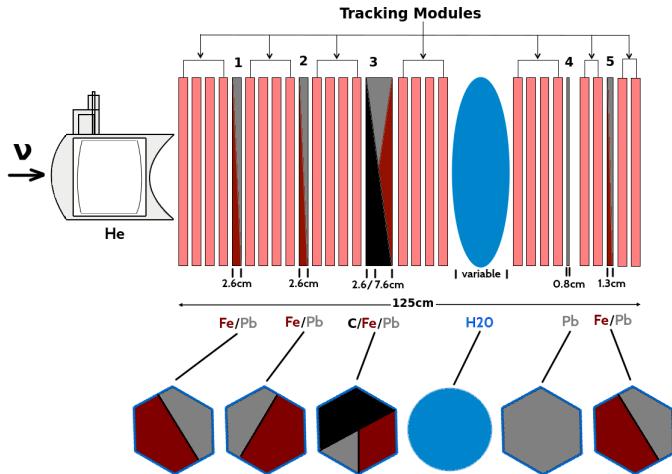 Tracking Modules
1 2 3 4 5
ν
He
2.6cm 2.6cm 2.6/7.6cm variable 0.8cm 1.3cm
125cm
Fe/Pb Fe/Pb C/Fe/Pb H2O Pb Fe/Pb